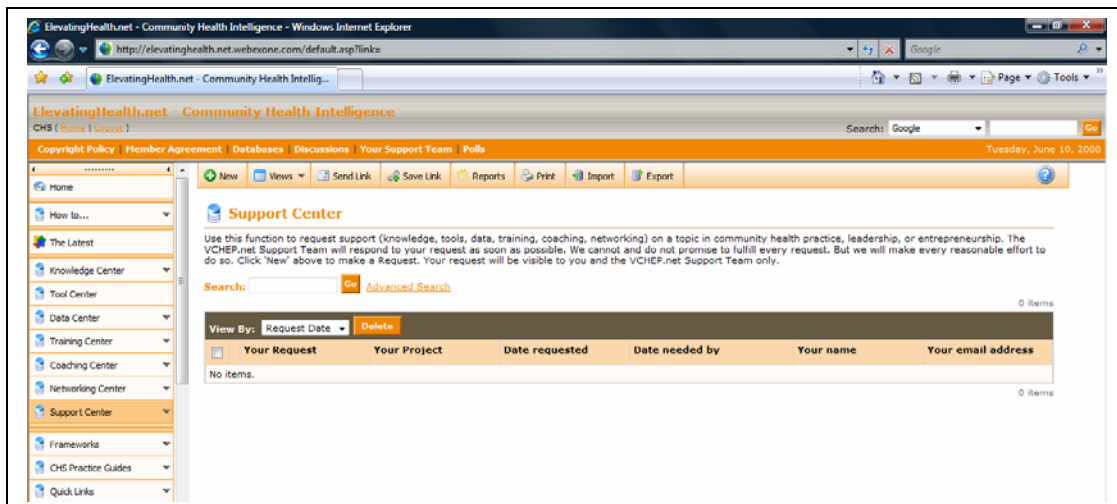 ElevatingHealth.net - Community Health Intelligence - Windows Internet Explorer
http://elevatinghealth.net.webexone.com/default.asp?link=
Google
ElevatingHealth.net - Community Health Intellig...
Page
Tools
ElevatingHealth.net - Community Health Intelligence
CHS ( Home | Logout )
Search: Google
Go
Copyright Policy | Member Agreement | Databases | Discussions | Your Support Team | Polls
Tuesday, June 10, 2008
New Views Send Link Save Link Reports Print Import Export
Home
How to...
The Latest
Knowledge Center
Tool Center
Data Center
Training Center
Coaching Center
Networking Center
Support Center
Frameworks
CHS Practice Guides
Quick Links
Support Center
Use this function to request support (knowledge, tools, data, training, coaching, networking) on a topic in community health practice, leadership, or entrepreneurship. The
VCHEP.net Support Team will respond to your request as soon as possible. We cannot and do not promise to fulfill every request. But we will make every reasonable effort to
do so. Click 'New' above to make a Request. Your request will be visible to you and the VCHEP.net Support Team only.
Search: Go Advanced Search
0 items
View By: Request Date Delete
Your Request Your Project Date requested Date needed by Your name Your email address
No items.
0 items